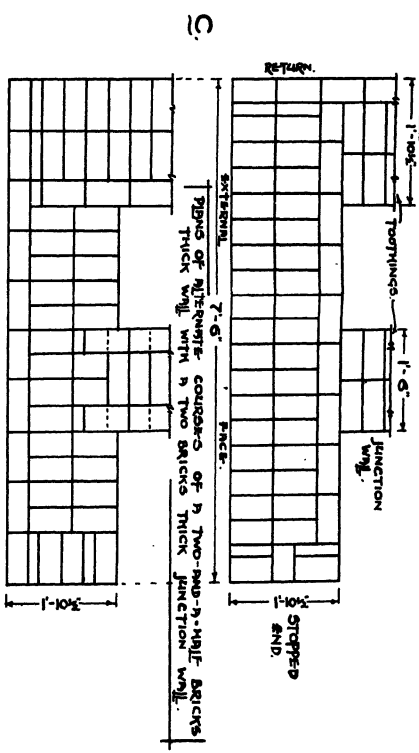 C.
RETURN.
1'-10½"
TOOTHINGS.
1'-6"
JUNCTION
WALL.
1'-10½"
STOPPED
END.
EXTERNAL 7'-6" FACE.
PLANS OF ALTERNATE COURSES OF A TWO-AND-A-HALF BRICKS
THICK WALL WITH A TWO BRICKS THICK JUNCTION WALL.
1'-10½"